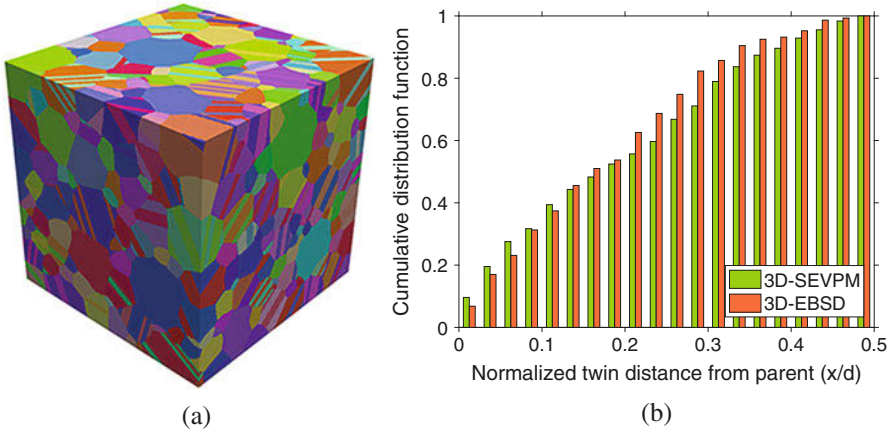 (a)
Cumulative distribution function
1
0.8
0.6
0.4
0.2
0
3D-SEVPM
3D-EBSD
0 0.1 0.2 0.3 0.4 0.5
Normalized twin distance from parent (x/d)
(b)